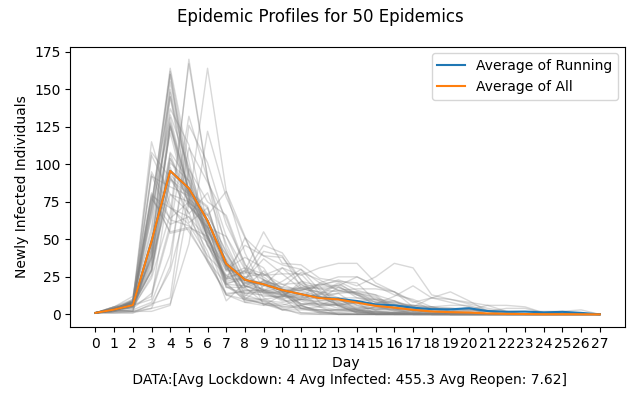 Epidemic Profiles for 50 Epidemics
175
150
125
100
75
50
25
0
Newly Infected Individuals
Average of Running
Average of All
0 1 2 3 4 5 6 7 8 9 10 11 12 13 14 15 16 17 18 19 20 21 22 23 24 25 26 27
Day
DATA:[Avg Lockdown: 4 Avg Infected: 455.3 Avg Reopen: 7.62]